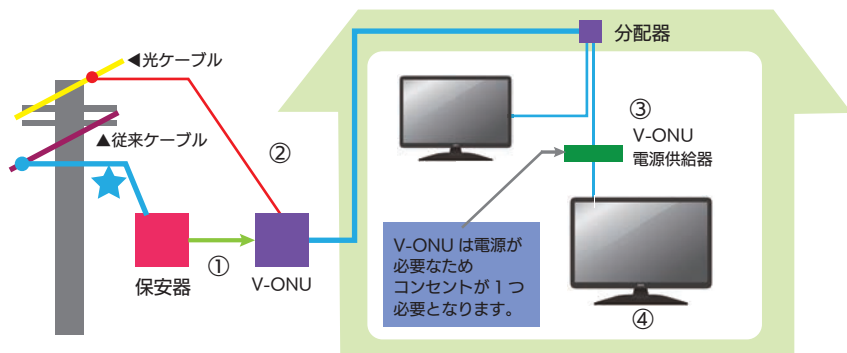 ◀光ケーブル
▲従来ケーブル
②
保安器
①
V-ONU
分配器
③
V-ONU
電源供給器
V-ONU は電源が
必要なため
コンセントが 1 つ
必要となります。
④